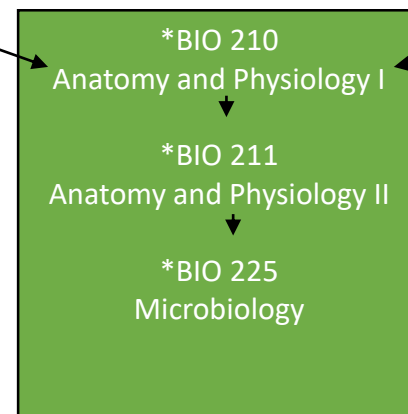 *BIO 210
Anatomy and Physiology I
*BIO 211
Anatomy and Physiology II
*BIO 225
Microbiology